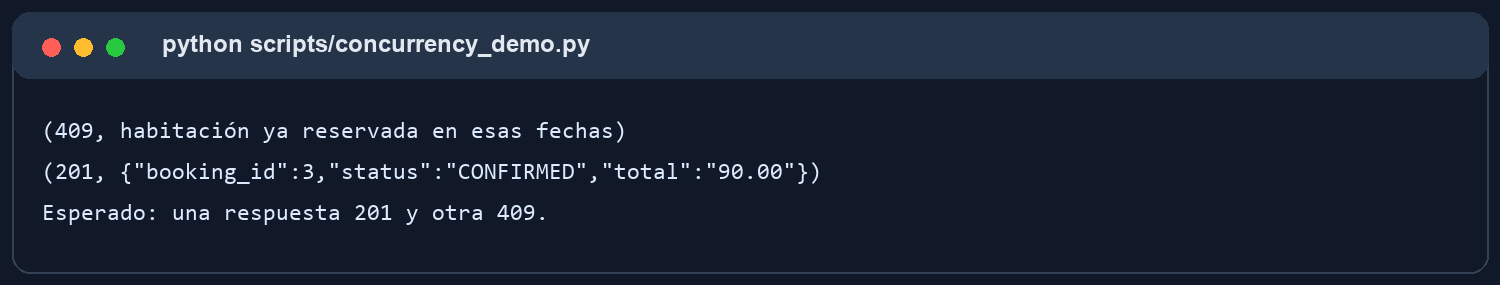 python scripts/concurrency_demo.py
(409, habitación ya reservada en esas fechas)
(201, {"booking_id":3,"status":"CONFIRMED","total":"90.00"})
Esperado: una respuesta 201 y otra 409.